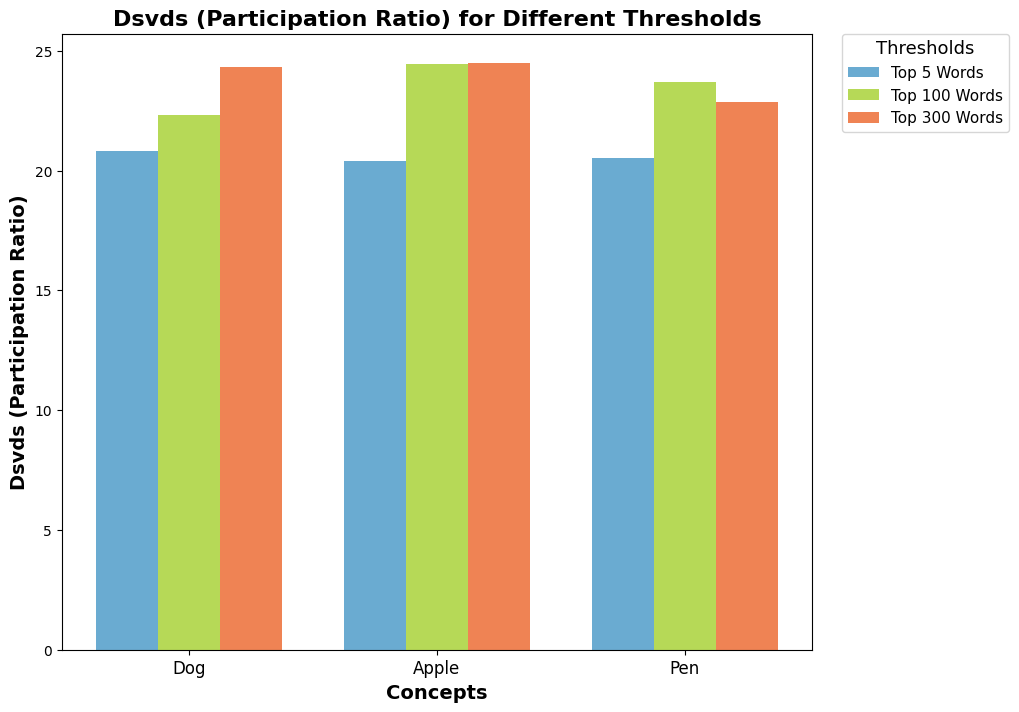 Dsvds (Participation Ratio) for Different Thresholds
Thresholds
Top 5 Words
Top 100 Words
Top 300 Words
Dsvds (Participation Ratio)
25
20
15
10
5
0
Dog
Apple
Pen
Concepts